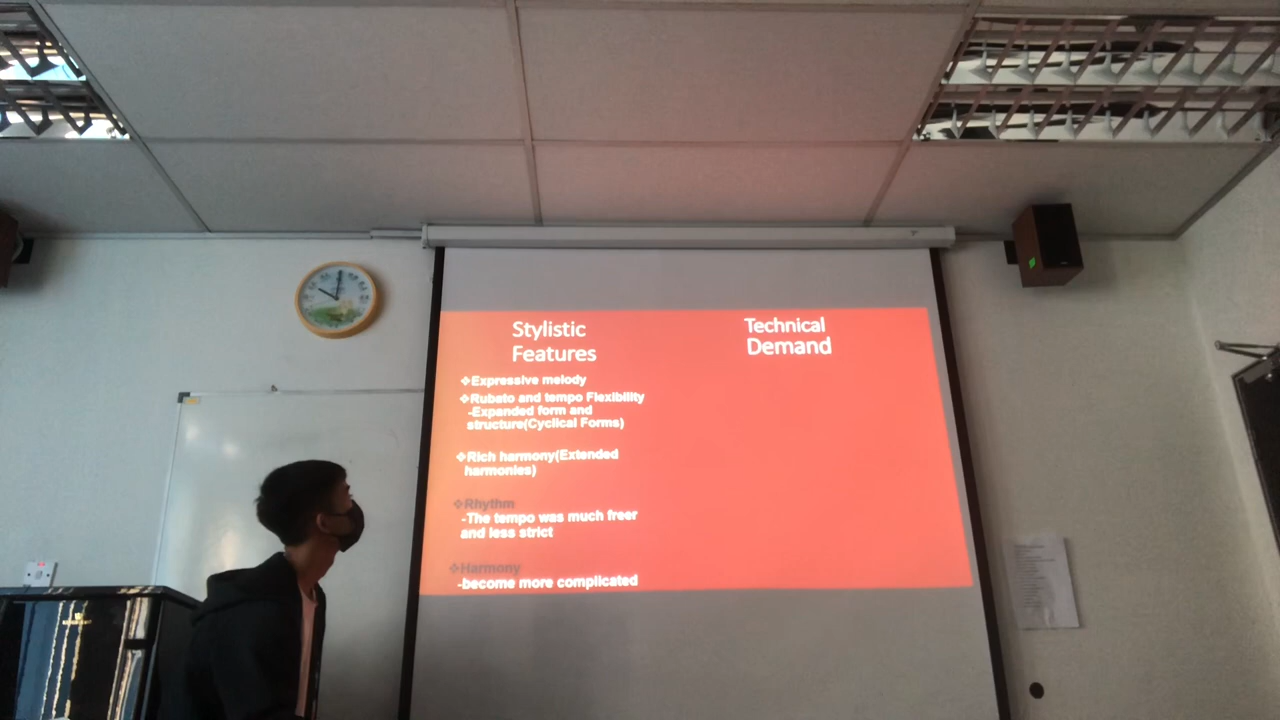 Stylistic
Features
❖Expressive melody
❖Rubato and tempo Flexibility
-Expanded form and
structure(Cyclical Forms)
❖Rich harmony(Extended
harmonies)
❖Rhythm
-The tempo was much freer
and less strict
❖Harmony
-become more complicated
Technical
Demand